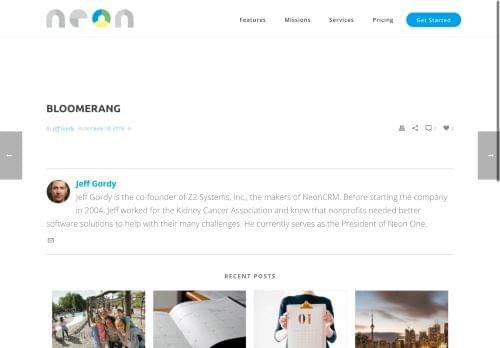 neon
Features Missions Services Pricing Get Started
BLOOMERANG
By Jeff Gordy
0 0
← →
Jeff Gordy
Jeff Gordy is the co-founder of Z2 Systems, Inc., the makers of NeonCRM. Before starting the company
in 2004, Jeff worked for the Kidney Cancer Association and knew that nonprofits needed better
software solutions to help with their many challenges. He currently serves as the President of Neon One.
RECENT POSTS
01